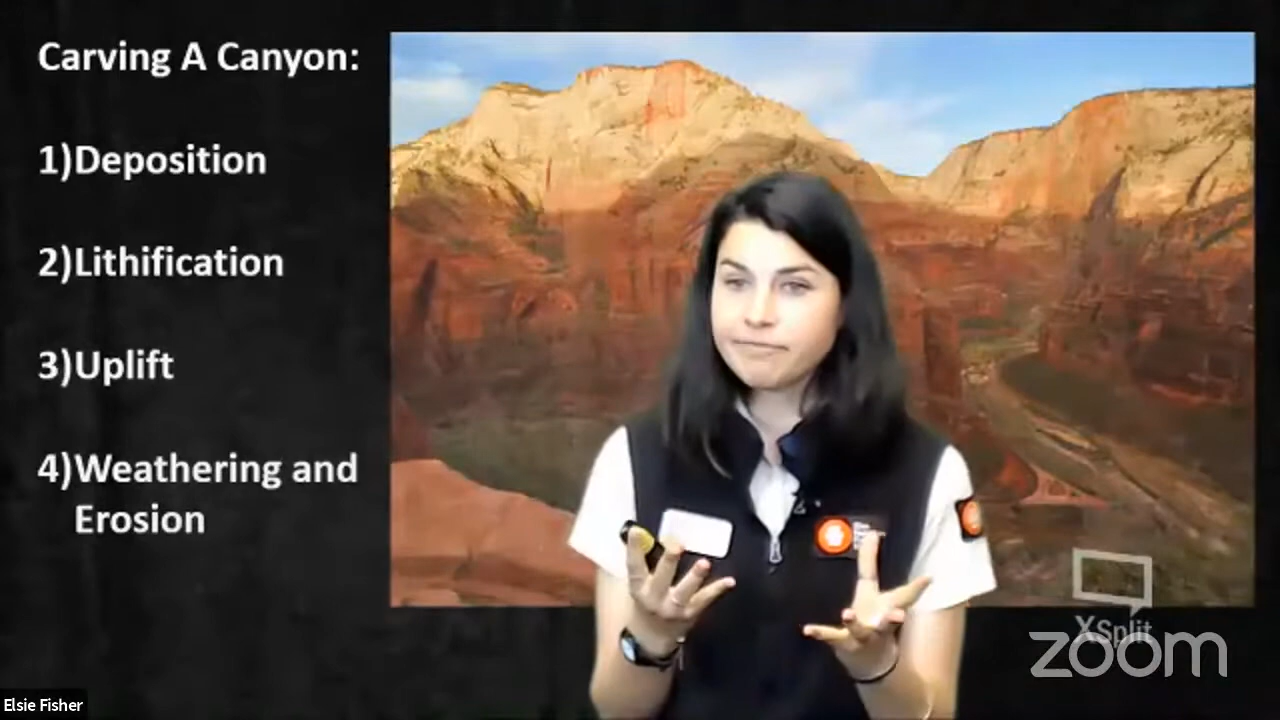 Carving A Canyon:
1)Deposition
2)Lithification
3)Uplift
4)Weathering and
Erosion
XSplit
zoom
Elsie Fisher